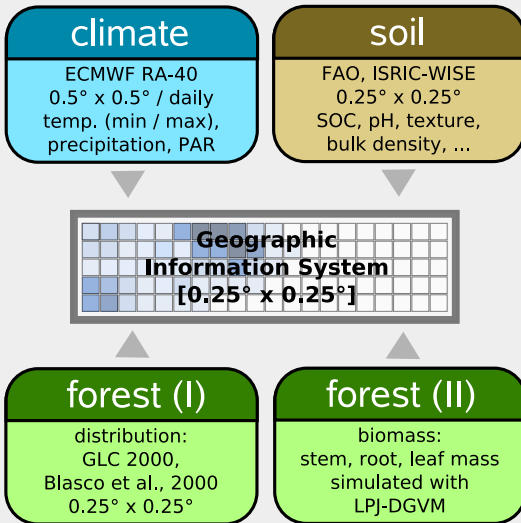 climate
ECMWF RA-40
0.5° x 0.5° / daily
temp. (min / max),
precipitation, PAR
soil
FAO, ISRIC-WISE
0.25° x 0.25°
SOC, pH, texture,
bulk density, ...
Geographic
Information System
[0.25° x 0.25°]
forest (I)
distribution:
GLC 2000,
Blasco et al., 2000
0.25° x 0.25°
forest (II)
biomass:
stem, root, leaf mass
simulated with
LPJ-DGVM